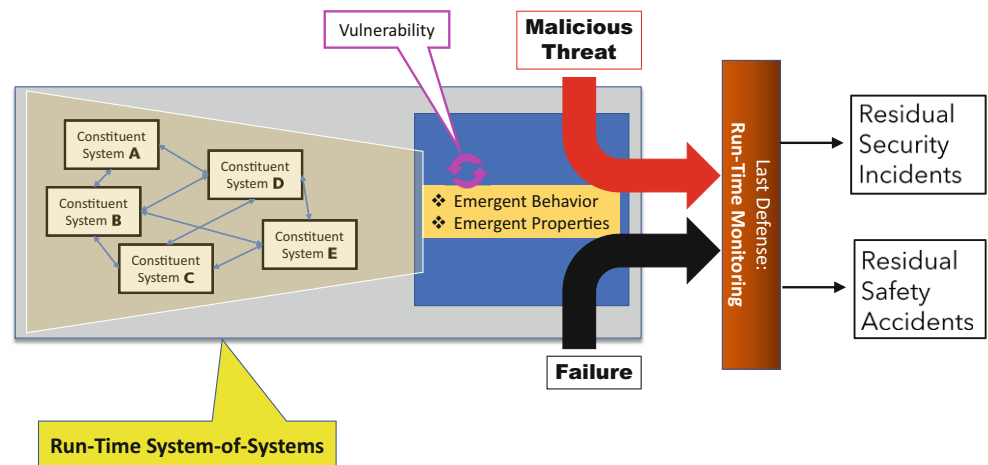 Vulnerability
Malicious
Threat
Constituent
System A
Constituent
System D
Constituent
System B
Constituent
System E
Constituent
System C
❖ Emergent Behavior
❖ Emergent Properties
Last Defense:
Run-Time Monitoring
Residual
Security
Incidents
Residual
Safety
Accidents
Failure
Run-Time System-of-Systems